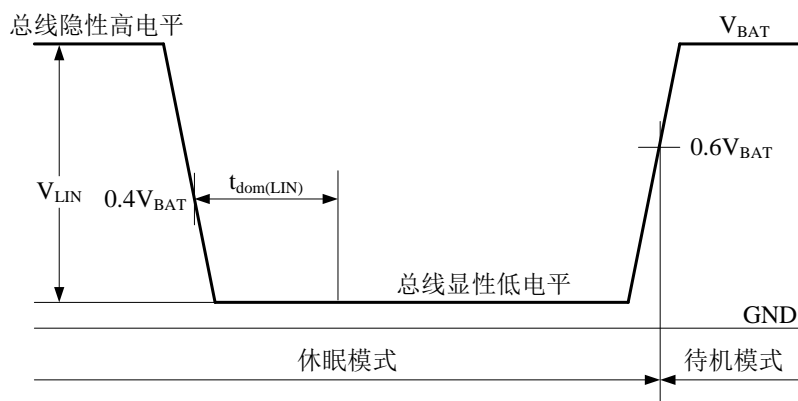 总线隐性高电平
V_BAT
0.6V_BAT
t_dom(LIN)
V_LIN
0.4V_BAT
总线显性低电平
GND
休眠模式
待机模式